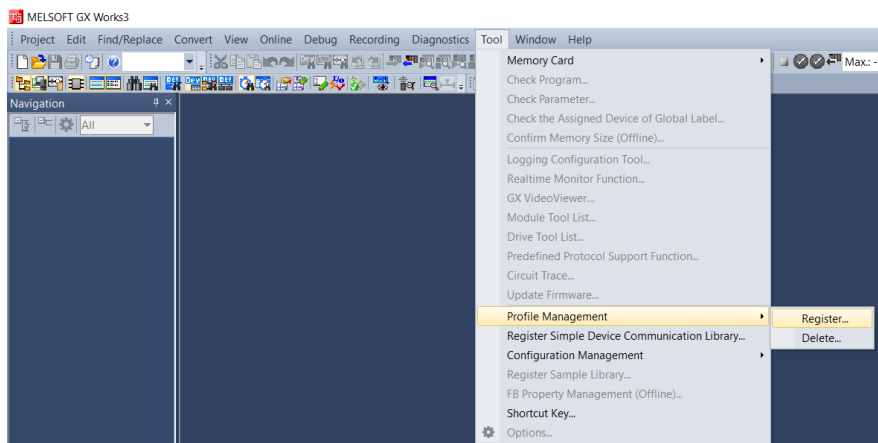 MELSOFT GX Works3
Project Edit Find/Replace Convert View Online Debug Recording Diagnostics Tool Window Help
Max.: -
Navigation
All
Memory Card
Check Program...
Check Parameter...
Check the Assigned Device of Global Label...
Confirm Memory Size (Offline)...
Logging Configuration Tool...
Realtime Monitor Function...
GX VideoViewer...
Module Tool List...
Drive Tool List...
Predefined Protocol Support Function...
Circuit Trace...
Update Firmware...
Profile Management
Register...
Register Simple Device Communication Library...
Delete...
Configuration Management
Register Sample Library...
FB Property Management (Offline)...
Shortcut Key...
Options...